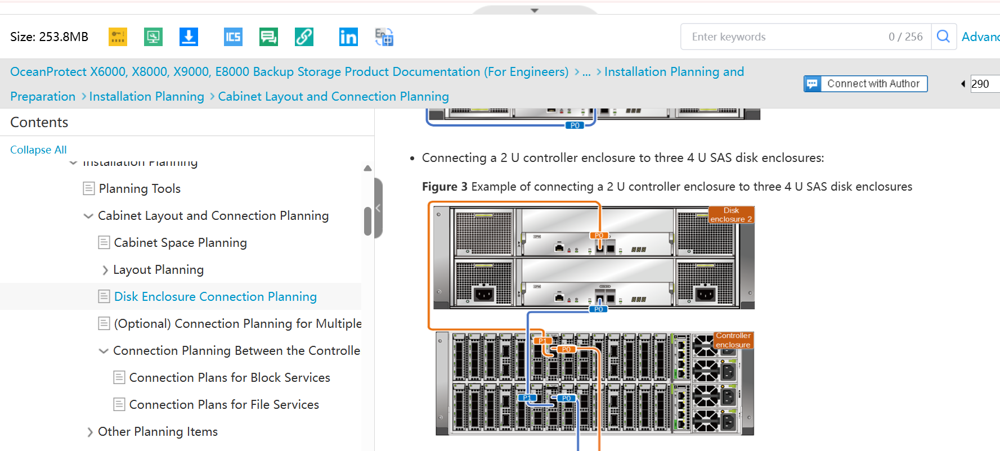 Size: 253.8MB
ICS
in
En
Enter keywords
0 / 256
Advanc
OceanProtect X6000, X8000, X9000, E8000 Backup Storage Product Documentation (For Engineers) > ... > Installation Planning and
Preparation > Installation Planning > Cabinet Layout and Connection Planning
Connect with Author
290
Contents
Collapse All
Installation Planning
Planning Tools
Cabinet Layout and Connection Planning
Cabinet Space Planning
Layout Planning
Disk Enclosure Connection Planning
(Optional) Connection Planning for Multiple
Connection Planning Between the Controlle
Connection Plans for Block Services
Connection Plans for File Services
Other Planning Items
P0
• Connecting a 2 U controller enclosure to three 4 U SAS disk enclosures:
Figure 3 Example of connecting a 2 U controller enclosure to three 4 U SAS disk enclosures
Disk
enclosure 2
P0
A
B
P0
Controller
enclosure
P1
P0
P1
P0